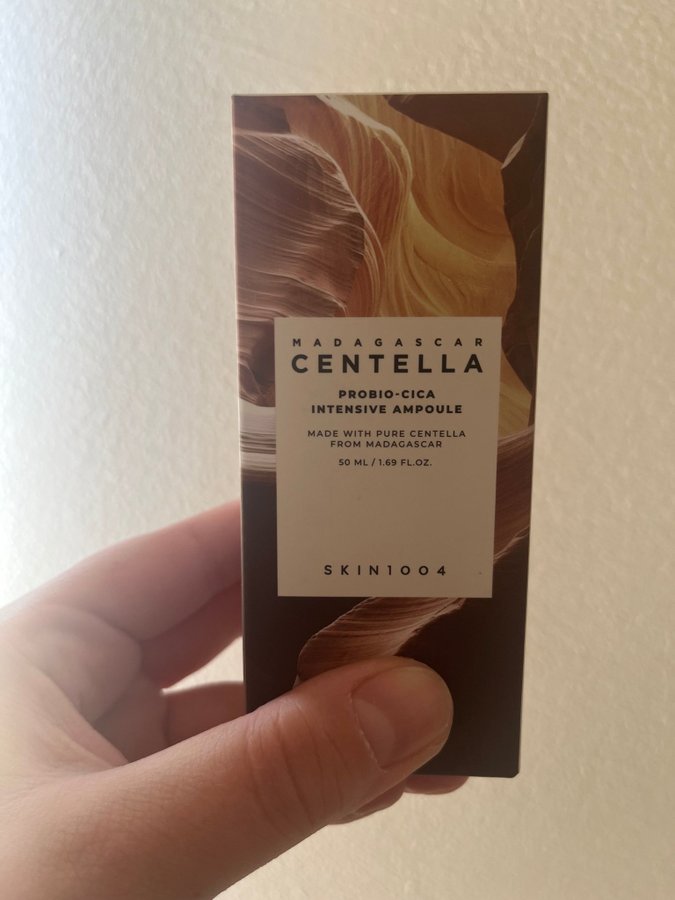 MADAGASCAR
CENTELLA
PROBIO-CICA
INTENSIVE AMPOULE
MADE WITH PURE CENTELLA
FROM MADAGASCAR
50 ML / 1.69 FL.OZ.
SKIN1004